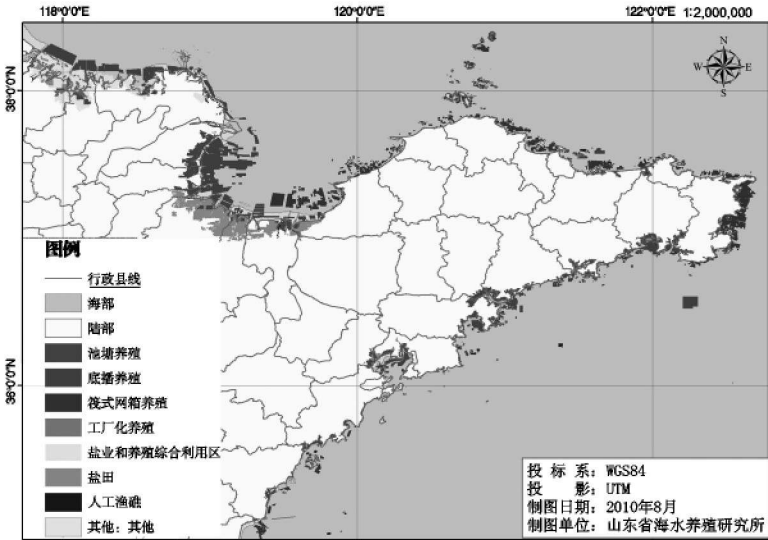 118°0′0″E 120°0′0″E 122°0′0″E 1:2,000,000
N
W E
S
38°0′0″N
36°0′0″N
图例
行政县线
海部
陆部
池塘养殖
底播养殖
筏式网箱养殖
工厂化养殖
盐业和养殖综合利用区
盐田
人工渔礁
其他：其他
投 标 系：WGS84
投 影：UTM
制图日期：2010年8月
制图单位：山东省海水养殖研究所